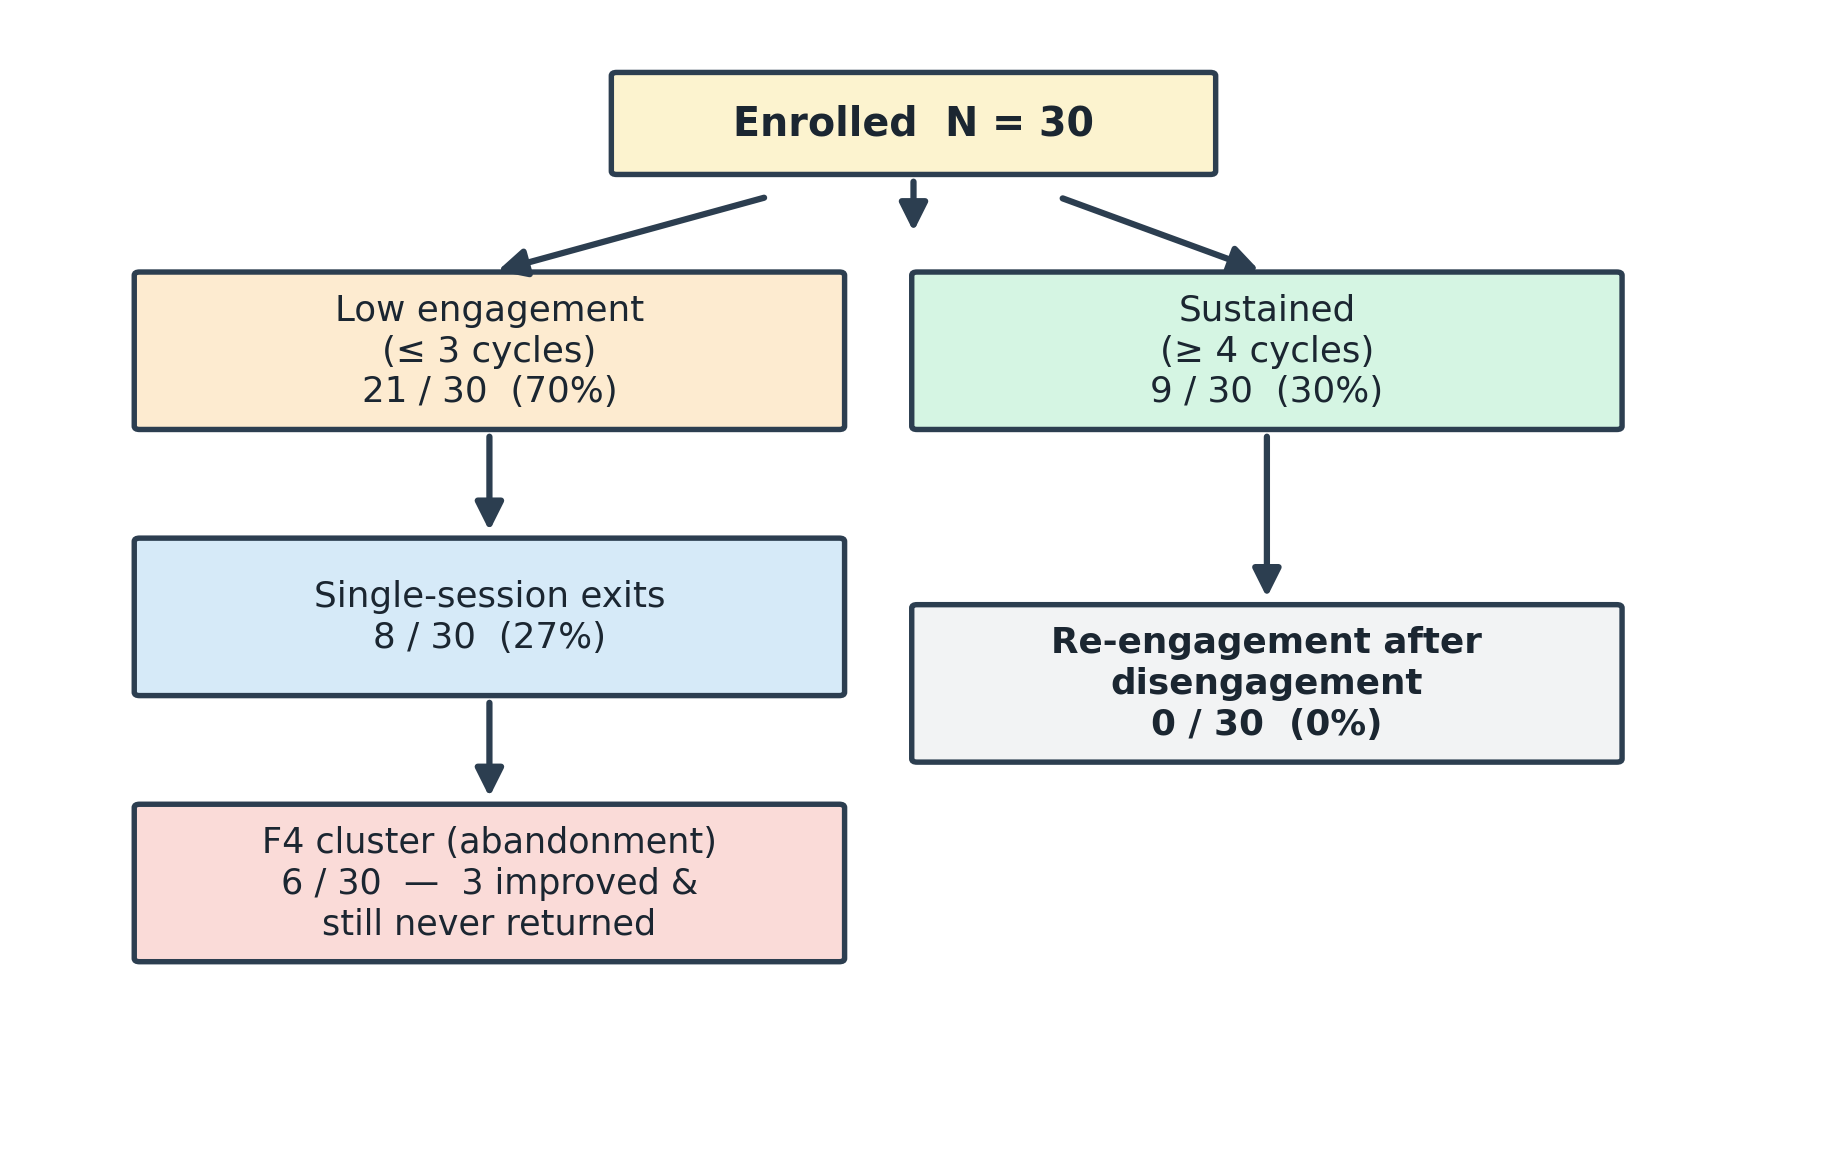 Enrolled  N = 30
Low engagement
(≤ 3 cycles)
21 / 30  (70%)
Sustained
(≥ 4 cycles)
9 / 30  (30%)
Single-session exits
8 / 30  (27%)
Re-engagement after
disengagement
0 / 30  (0%)
F4 cluster (abandonment)
6 / 30  —  3 improved &
still never returned